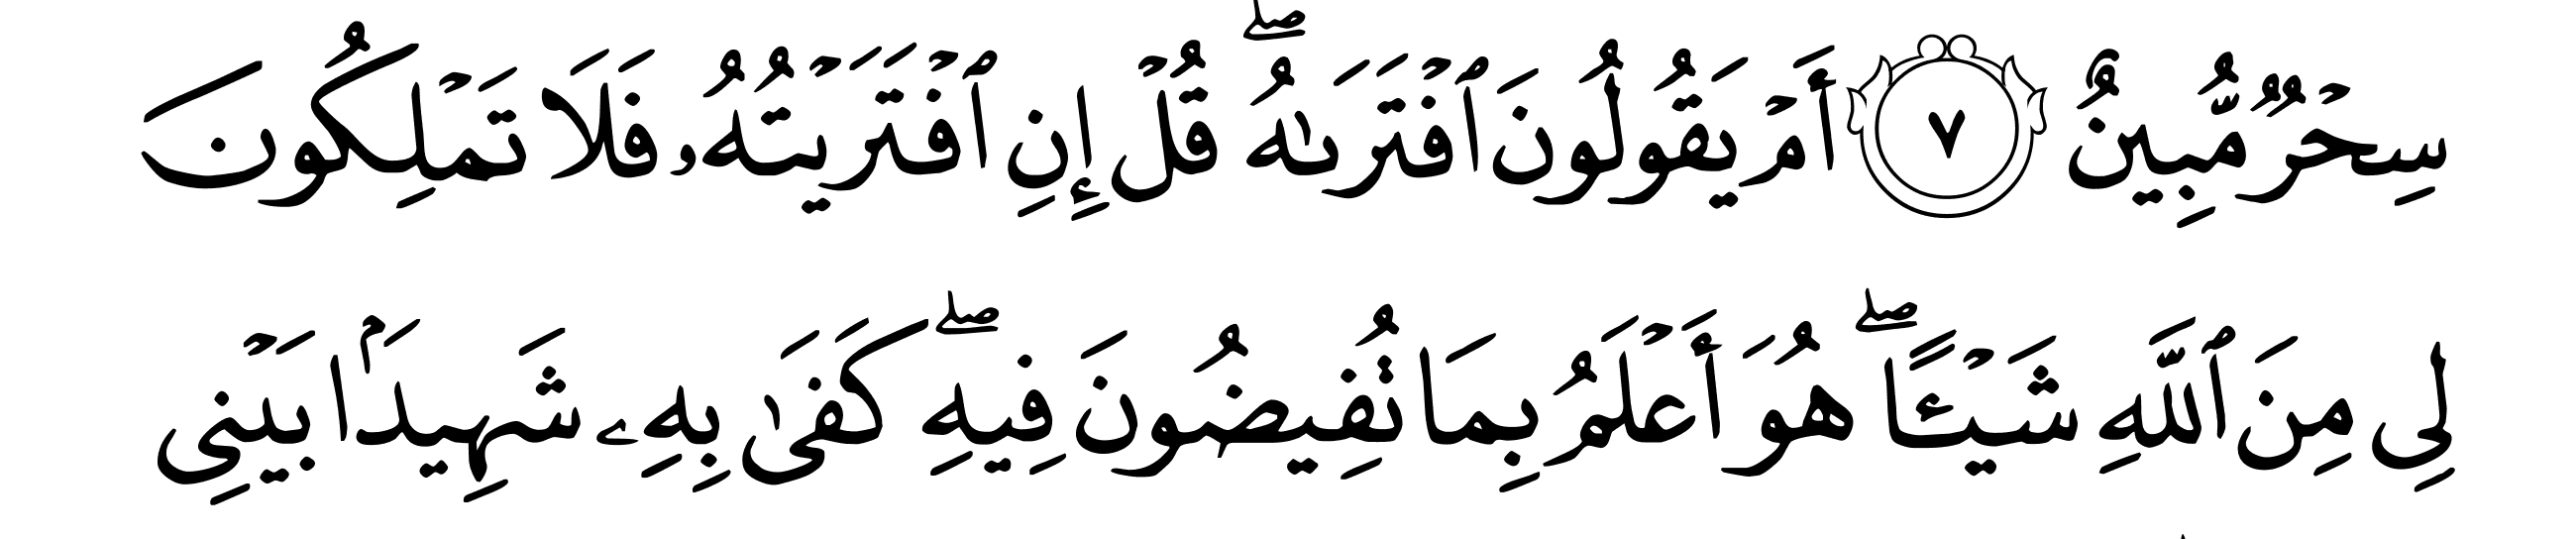 سِحْرٌ مُّبِينٌ ٧ أَمْ يَقُولُونَ ٱفْتَرَىٰهُ ۖ قُلْ إِنِ ٱفْتَرَيْتُهُۥ فَلَا تَمْلِكُونَ
لِى مِنَ ٱللَّهِ شَيْـًٔا ۖ هُوَ أَعْلَمُ بِمَا تُفِيضُونَ فِيهِ ۖ كَفَىٰ بِهِۦ شَهِيدَۢا بَيْنِى